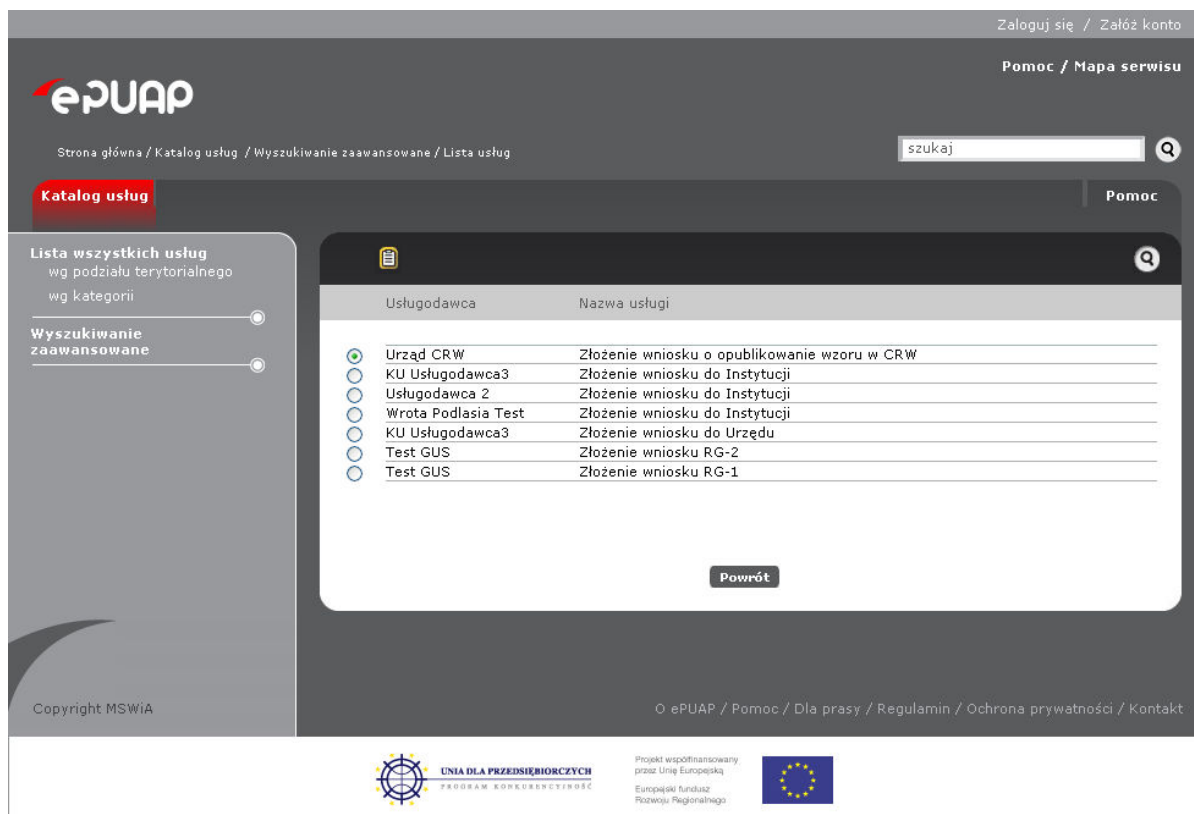 Zaloguj się / Załóż konto
Pomoc / Mapa serwisu
ePUAP
Strona główna / Katalog usług / Wyszukiwanie zaawansowane / Lista usług
szukaj
Katalog usług
Pomoc
Lista wszystkich usług
wg podziału terytorialnego
wg kategorii
Wyszukiwanie
zaawansowane
Usługodawca Nazwa usługi
Urząd CRW Złożenie wniosku o opublikowanie wzoru w CRW
KU Usługodawca3 Złożenie wniosku do Instytucji
Usługodawca 2 Złożenie wniosku do Instytucji
Wrota Podlasia Test Złożenie wniosku do Instytucji
KU Usługodawca3 Złożenie wniosku do Urzędu
Test GUS Złożenie wniosku RG-2
Test GUS Złożenie wniosku RG-1
Powrót
Copyright MSWiA
O ePUAP / Pomoc / Dla prasy / Regulamin / Ochrona prywatności / Kontakt
UNIA DLA PRZEDSIĘBIORCZYCH
PROGRAM KONKURENCYJNOŚĆ
Projekt współfinansowany
przez Unię Europejską
Europejski fundusz
Rozwoju Regionalnego